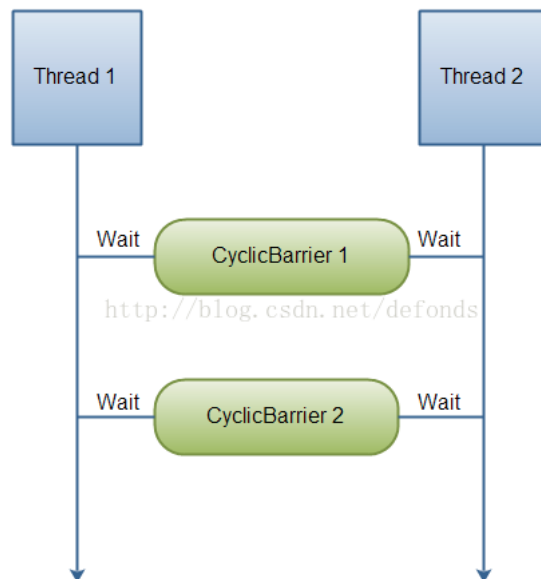 Thread 1
Thread 2
Wait
CyclicBarrier 1
Wait
http://blog.csdn.net/defonds
Wait
CyclicBarrier 2
Wait